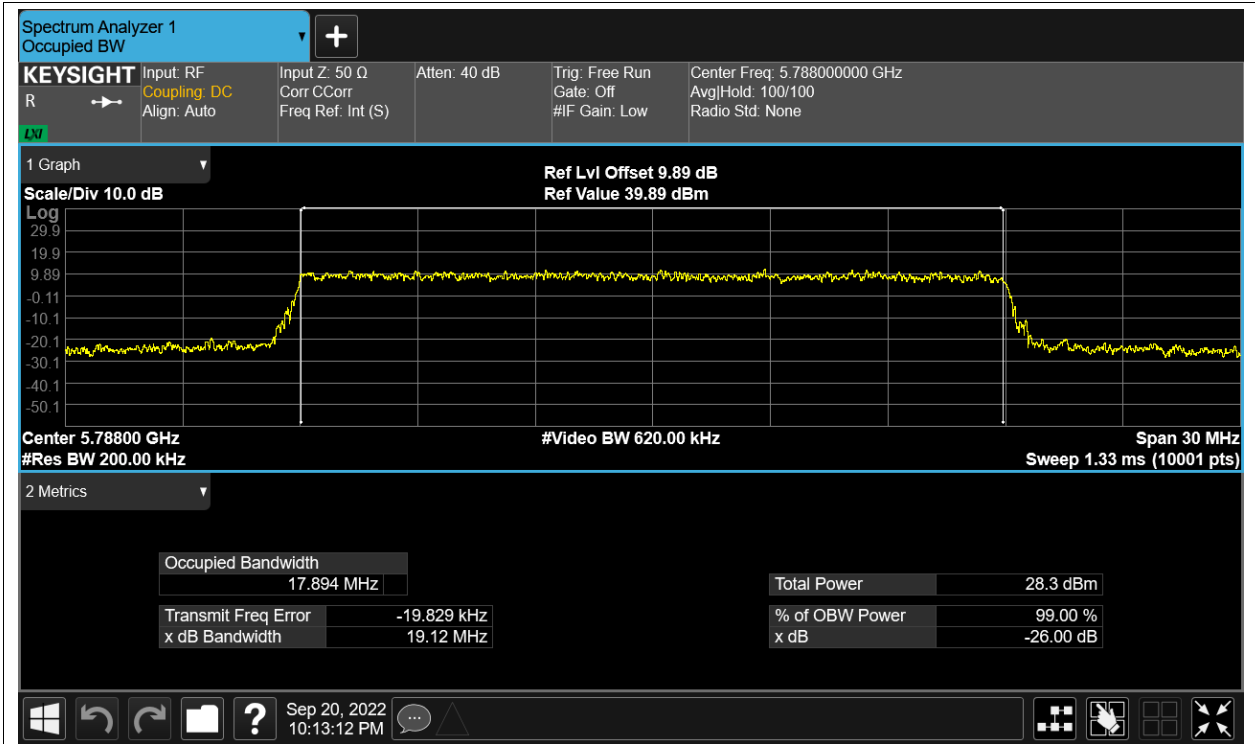 Spectrum Analyzer 1
Occupied BW
KEYSIGHT
R
LXI
Input: RF
Coupling: DC
Align: Auto
Input Z: 50 Ω
Corr CCorr
Freq Ref: Int (S)
Atten: 40 dB
Trig: Free Run
Gate: Off
#IF Gain: Low
Center Freq: 5.788000000 GHz
Avg|Hold: 100/100
Radio Std: None
1 Graph
Ref Lvl Offset 9.89 dB
Scale/Div 10.0 dB
Ref Value 39.89 dBm
Log
29.9
19.9
9.89
-0.11
-10.1
-20.1
-30.1
-40.1
-50.1
Center 5.78800 GHz
#Video BW 620.00 kHz
Span 30 MHz
#Res BW 200.00 kHz
Sweep 1.33 ms (10001 pts)
2 Metrics
Occupied Bandwidth
17.894 MHz
Total Power 28.3 dBm
Transmit Freq Error -19.829 kHz
% of OBW Power 99.00 %
x dB Bandwidth 19.12 MHz
x dB -26.00 dB
?
Sep 20, 2022
10:13:12 PM